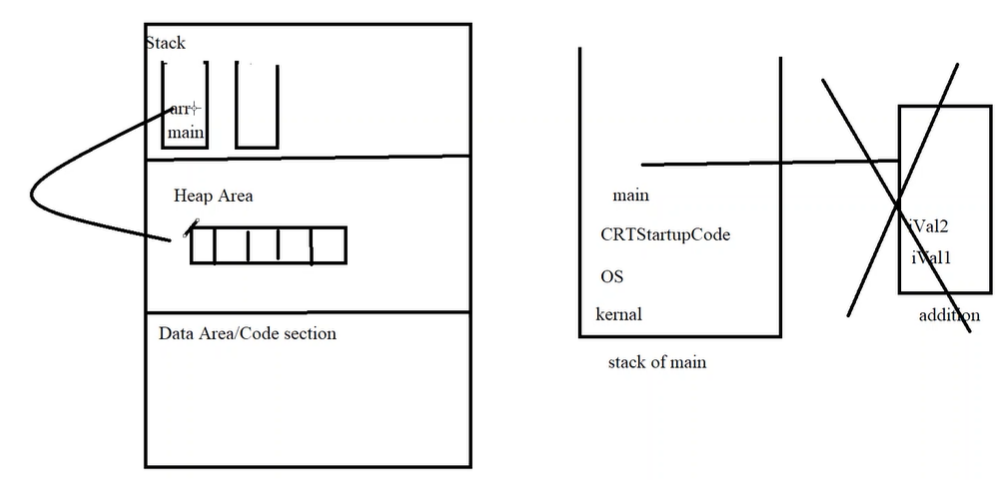 Stack
arr
main
Heap Area
Data Area/Code section
main
CRTStartupCode
OS
kernal
stack of main
iVal2
iVal1
addition